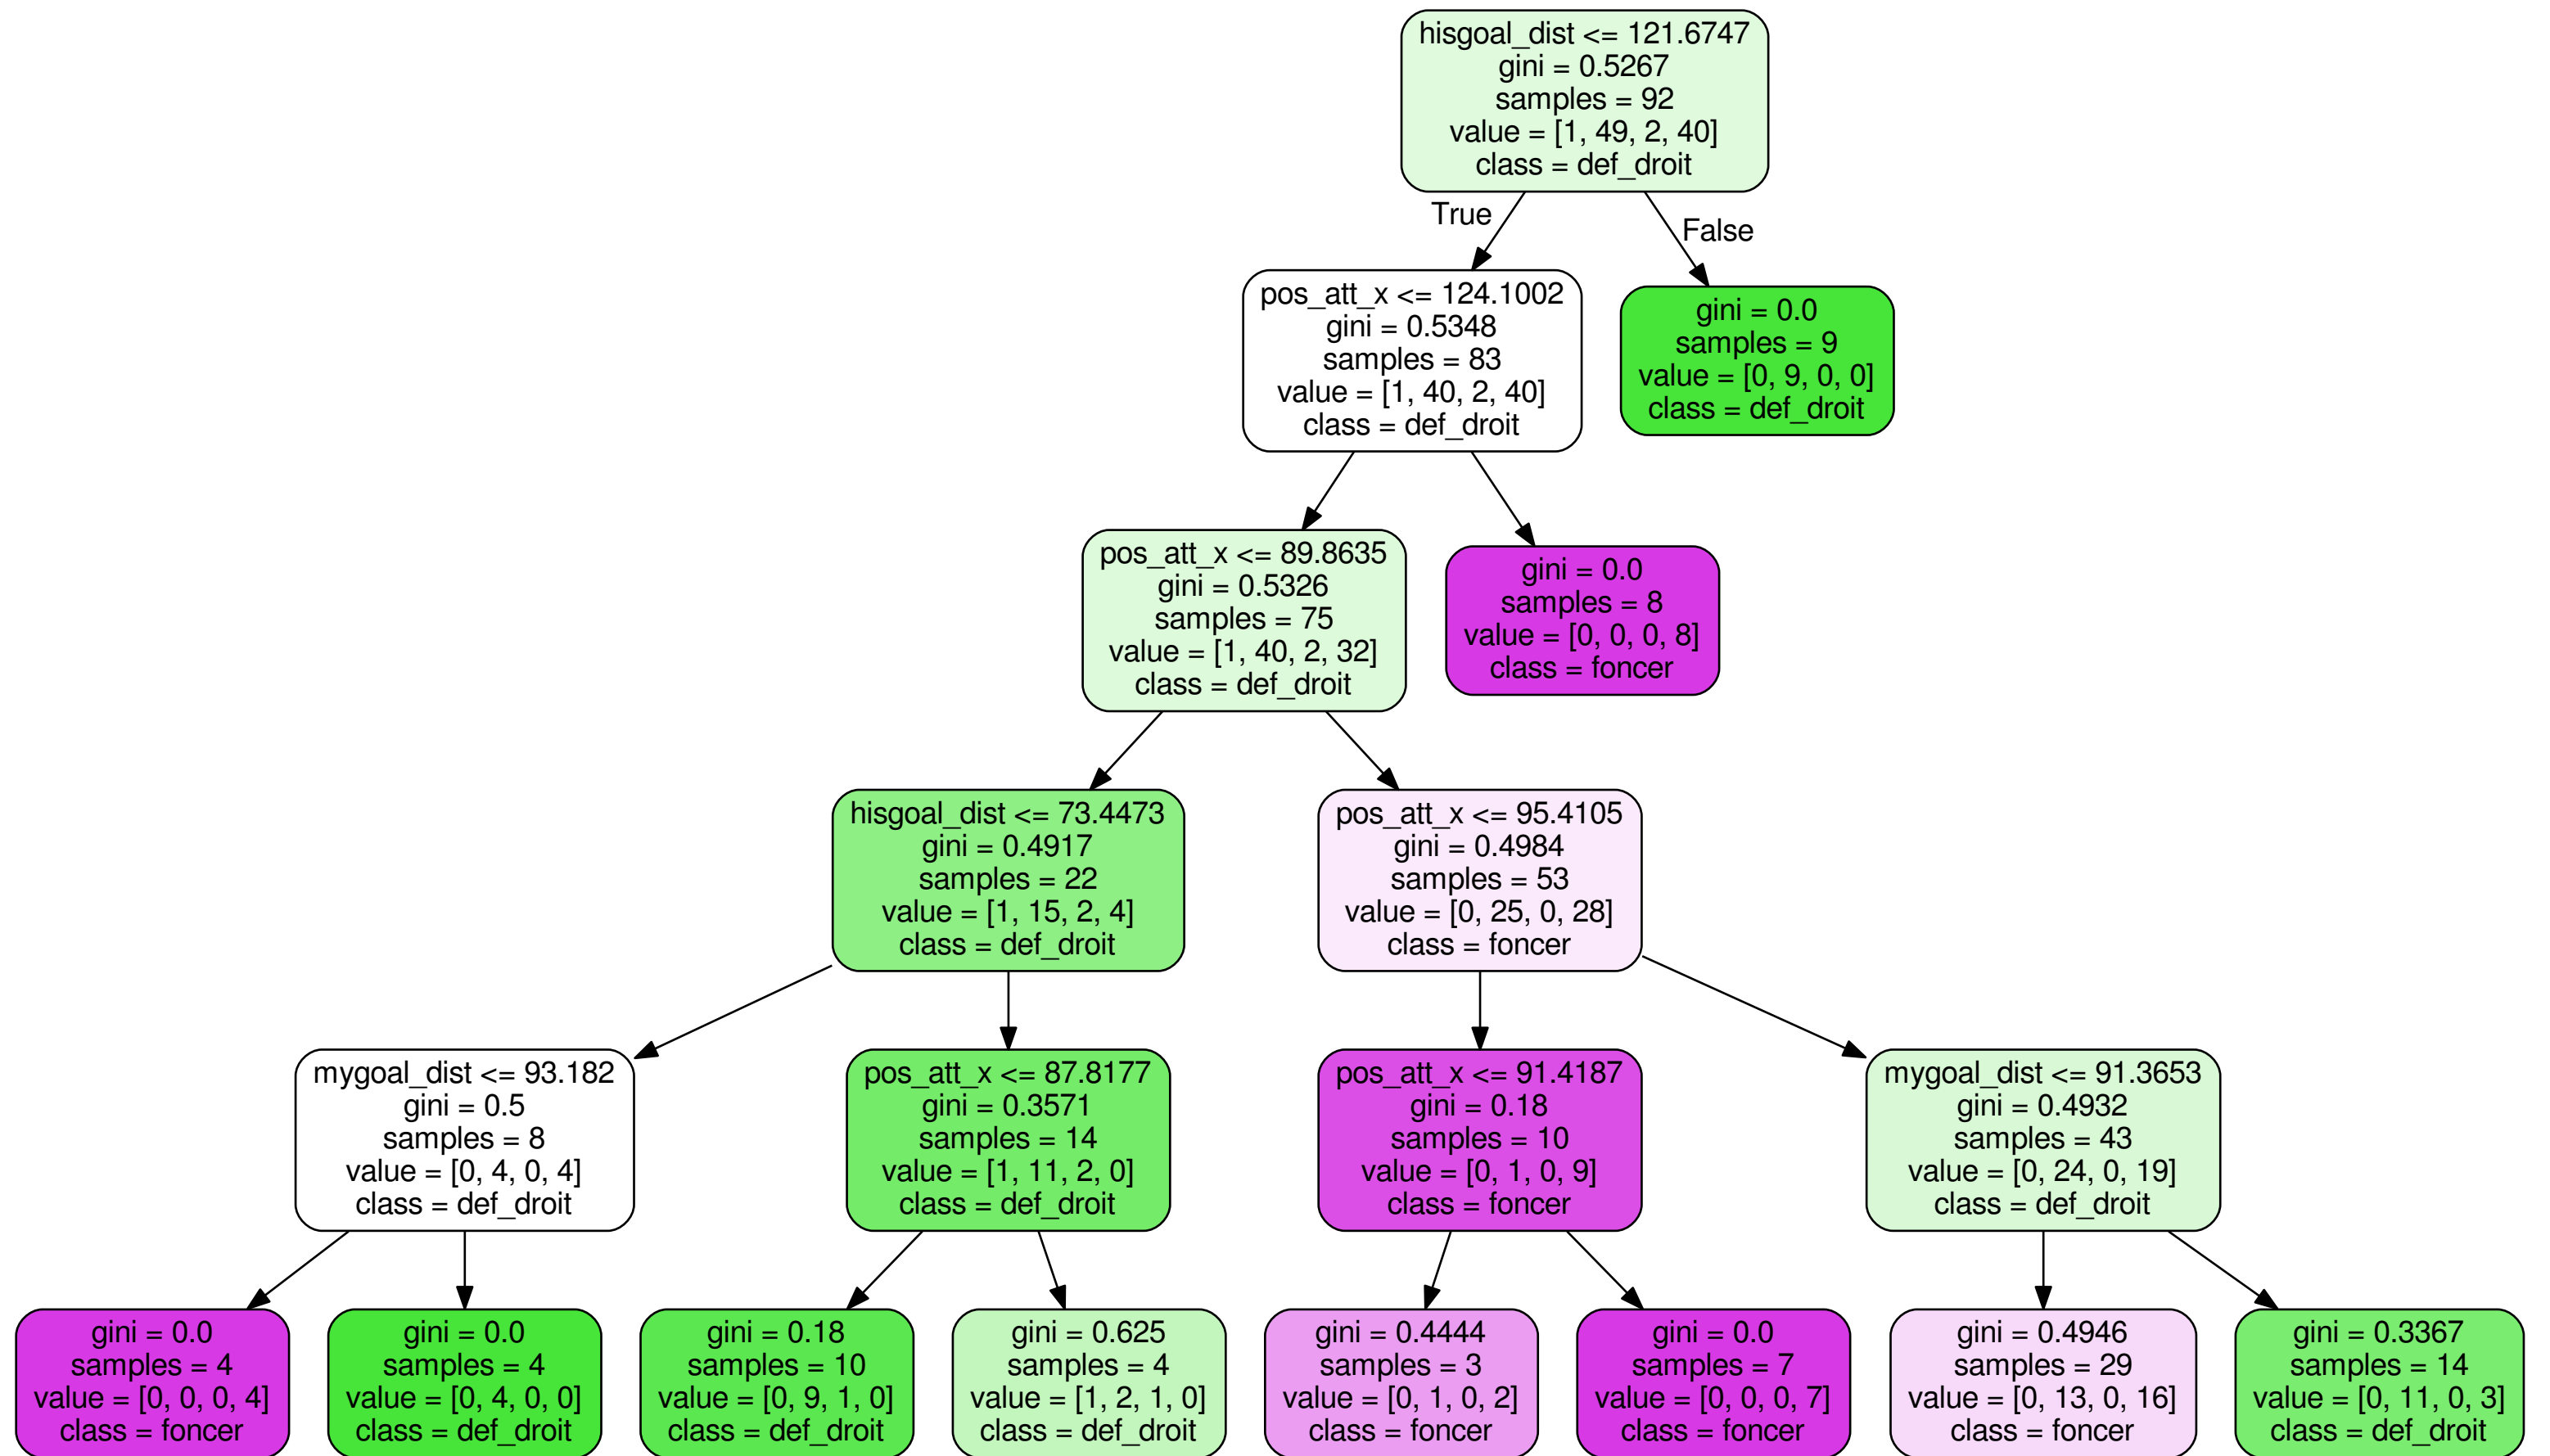 hisgoal_dist <= 121.6747
gini = 0.5267
samples = 92
value = [1, 49, 2, 40]
class = def_droit
True
False
pos_att_x <= 124.1002
gini = 0.5348
samples = 83
value = [1, 40, 2, 40]
class = def_droit
gini = 0.0
samples = 9
value = [0, 9, 0, 0]
class = def_droit
pos_att_x <= 89.8635
gini = 0.5326
samples = 75
value = [1, 40, 2, 32]
class = def_droit
gini = 0.0
samples = 8
value = [0, 0, 0, 8]
class = foncer
hisgoal_dist <= 73.4473
gini = 0.4917
samples = 22
value = [1, 15, 2, 4]
class = def_droit
pos_att_x <= 95.4105
gini = 0.4984
samples = 53
value = [0, 25, 0, 28]
class = foncer
mygoal_dist <= 93.182
gini = 0.5
samples = 8
value = [0, 4, 0, 4]
class = def_droit
pos_att_x <= 87.8177
gini = 0.3571
samples = 14
value = [1, 11, 2, 0]
class = def_droit
pos_att_x <= 91.4187
gini = 0.18
samples = 10
value = [0, 1, 0, 9]
class = foncer
mygoal_dist <= 91.3653
gini = 0.4932
samples = 43
value = [0, 24, 0, 19]
class = def_droit
gini = 0.0
samples = 4
value = [0, 0, 0, 4]
class = foncer
gini = 0.0
samples = 4
value = [0, 4, 0, 0]
class = def_droit
gini = 0.18
samples = 10
value = [0, 9, 1, 0]
class = def_droit
gini = 0.625
samples = 4
value = [1, 2, 1, 0]
class = def_droit
gini = 0.4444
samples = 3
value = [0, 1, 0, 2]
class = foncer
gini = 0.0
samples = 7
value = [0, 0, 0, 7]
class = foncer
gini = 0.4946
samples = 29
value = [0, 13, 0, 16]
class = foncer
gini = 0.3367
samples = 14
value = [0, 11, 0, 3]
class = def_droit